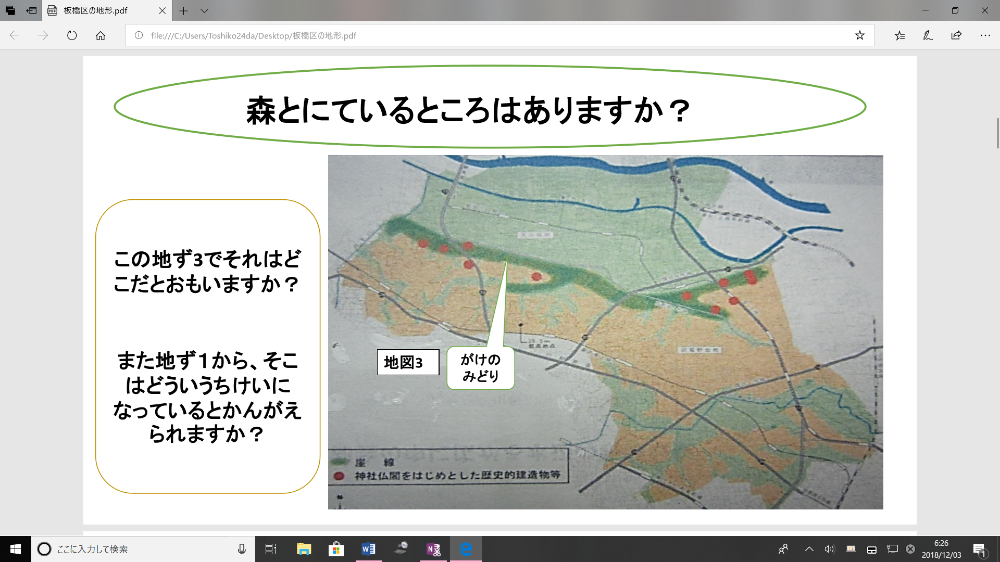 板橋区の地形.pdf
file:///C:/Users/Toshiko24da/Desktop/板橋区の地形.pdf
森とにているところはありますか？
この地ず3でそれはど
こだとおもいますか？
また地ず１から、そこ
はどういうちけいに
なっているとかんがえ
られますか？
地図3
がけの
みどり
最高地点
崖 線
神社仏閣をはじめとした歴史的建造物等
N
ここに入力して検索
6:26
2018/12/03
1